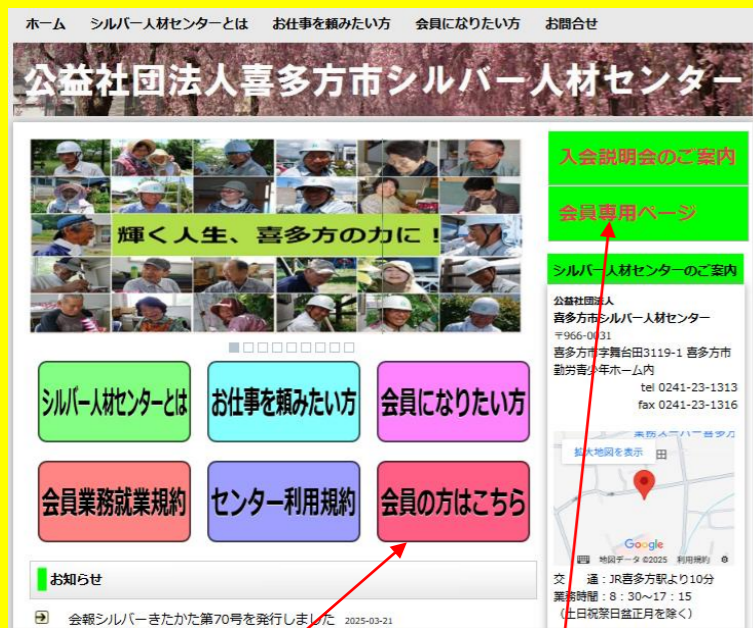 ホーム シルバー人材センターとは お仕事を頼みたい方 会員になりたい方 お問合せ
公益社団法人喜多方市シルバー人材センター
輝く人生、喜多方の力に！
シルバー人材センターとは お仕事を頼みたい方 会員になりたい方
会員業務就業規約 センター利用規約 会員の方はこちら
お知らせ
会報シルバーきたかた第70号を発行しました 2025-03-21
入会説明会のご案内
会員専用ページ
シルバー人材センターのご案内
公益社団法人
喜多方市シルバー人材センター
〒966-0031
喜多方市字舞台田3119-1 喜多方市
勤労青少年ホーム内
tel 0241-23-1313
fax 0241-23-1316
業務スーパー喜多方
拡大地図を表示 田
Google
地図データ ©2025 利用規約
交 通：JR喜多方駅より10分
業務時間：8：30～17：15
（土日祝祭日盆正月を除く）